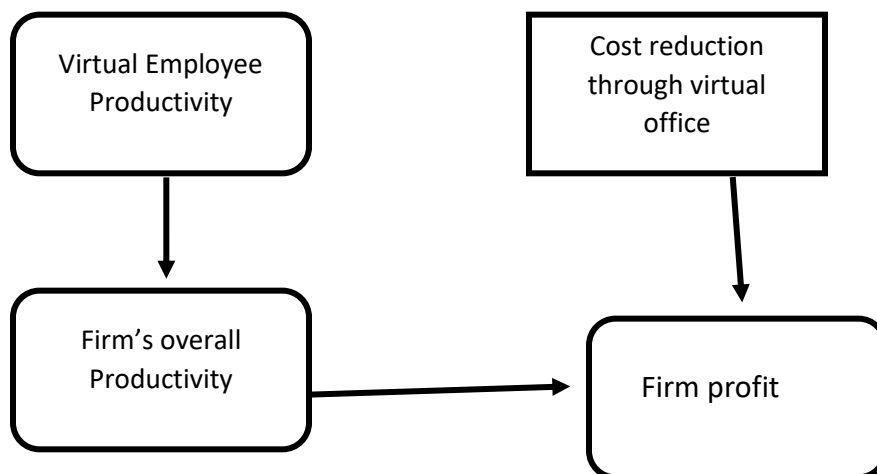 Virtual Employee
Productivity
Cost reduction
through virtual
office
Firm’s overall
Productivity
Firm profit